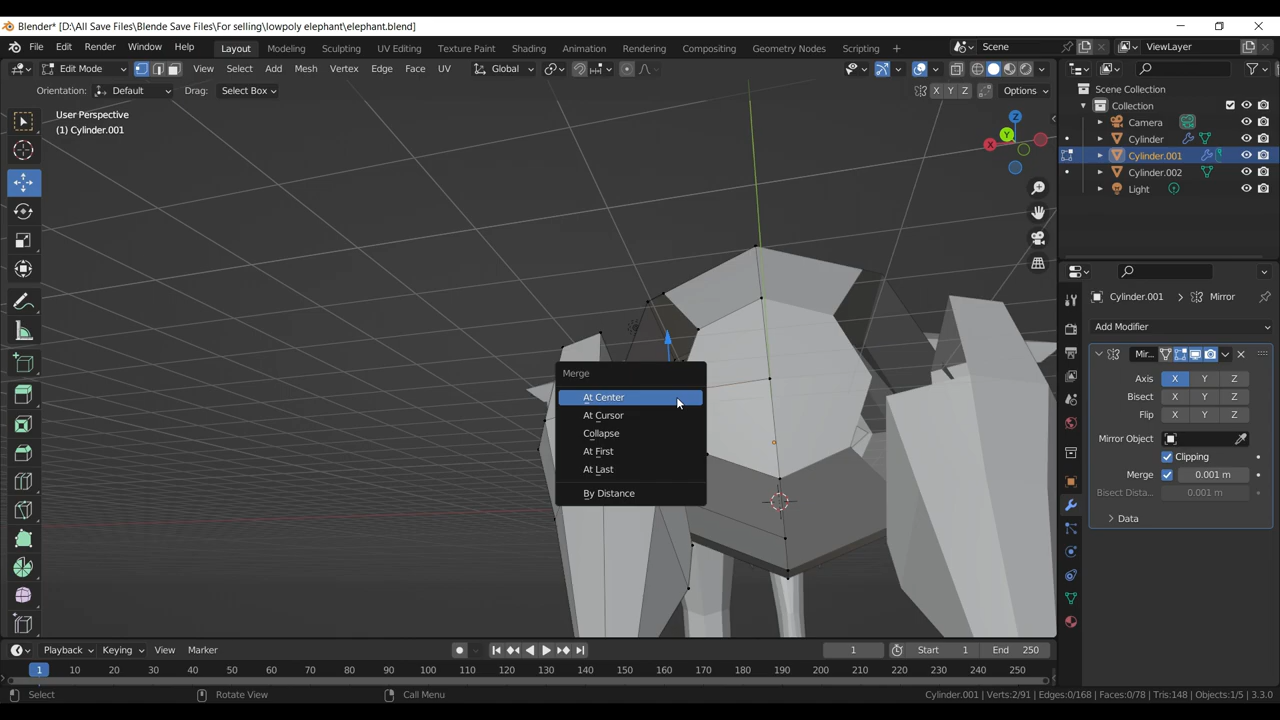 Blender* [D:\All Save Files\Blende Save Files\For selling\lowpoly elephant\elephant.blend]
File Edit Render Window Help Layout Modeling Sculpting UV Editing Texture Paint Shading Animation Rendering Compositing Geometry Nodes Scripting + Scene ViewLayer
Edit Mode View Select Add Mesh Vertex Edge Face UV Global
Orientation: Default Drag: Select Box X Y Z Options
User Perspective
(1) Cylinder.001
Z
Y
X
Merge
At Center
At Cursor
Collapse
At First
At Last
By Distance
Scene Collection
Collection
Camera
Cylinder
Cylinder.001
Cylinder.002
Light
Cylinder.001 > Mirror
Add Modifier
Mir...
Axis X Y Z
Bisect X Y Z
Flip X Y Z
Mirror Object
Clipping
Merge 0.001 m
Bisect Dista... 0.001 m
Data
Playback Keying View Marker 1 Start 1 End 250
1 10 20 30 40 50 60 70 80 90 100 110 120 130 140 150 160 170 180 190 200 210 220 230 240 250
Select Rotate View Call Menu Cylinder.001 | Verts:2/91 | Edges:0/168 | Faces:0/78 | Tris:148 | Objects:1/5 | 3.3.0